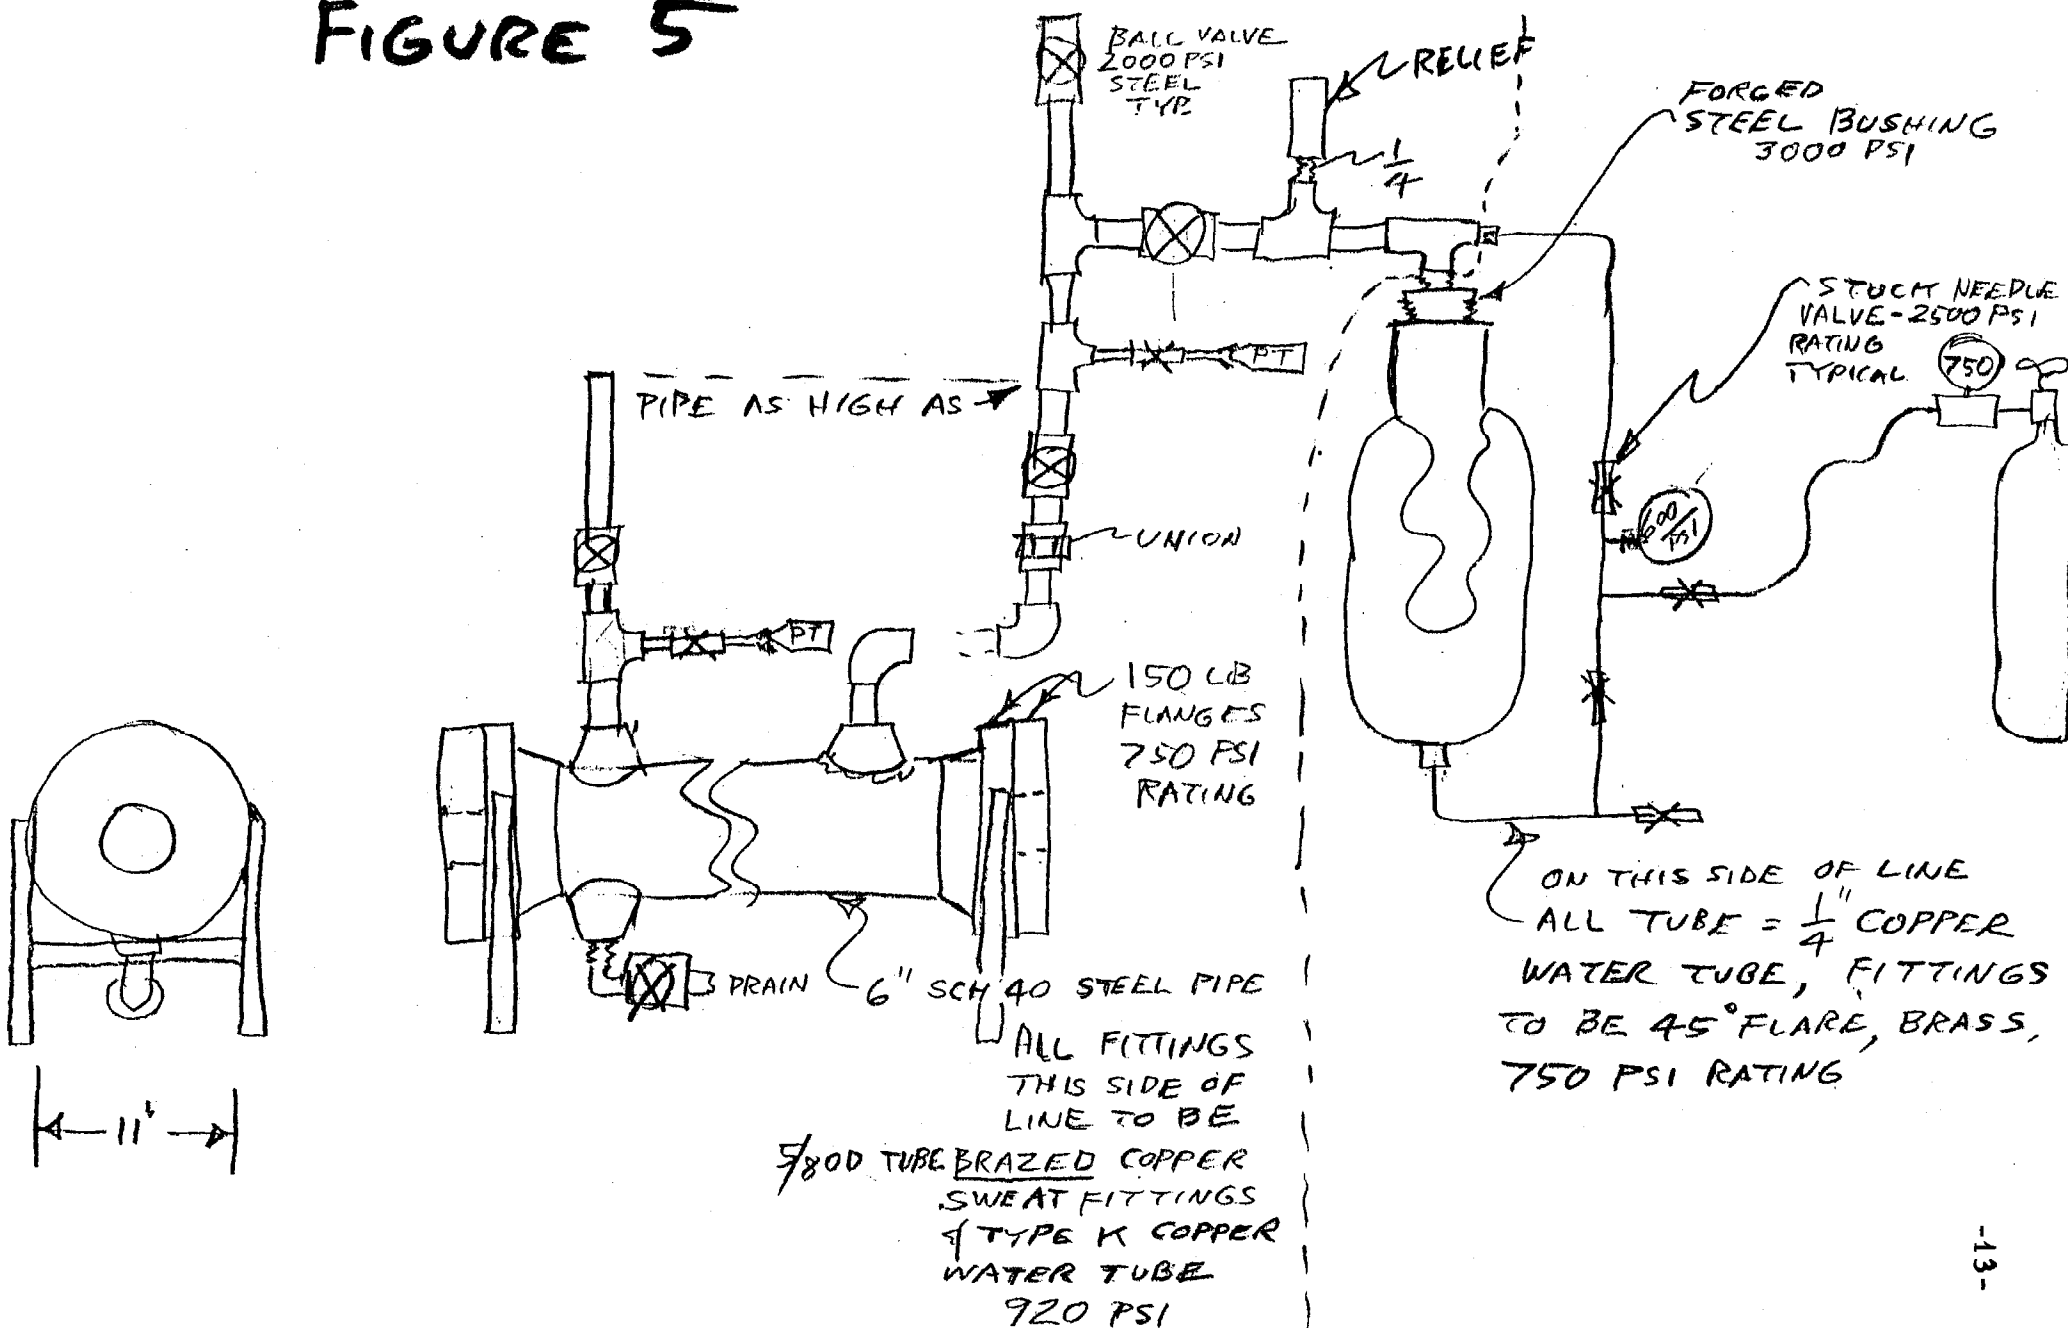 FIGURE 5
BALL VALVE
2000 PSI
STEEL
TYP.
RELIEF
1/4
FORGED
STEEL BUSHING
3000 PSI
STUCK NEEDLE
VALVE-2500 PSI
RATING
TYPICAL
750
PT
PIPE AS HIGH AS
600
PSI
UNION
PT
150 LB
FLANGES
750 PSI
RATING
DRAIN
6" SCH 40 STEEL PIPE
ALL FITTINGS
THIS SIDE OF
LINE TO BE
5/8 OD TUBE BRAZED COPPER
SWEAT FITTINGS
& TYPE K COPPER
WATER TUBE
920 PSI
ON THIS SIDE OF LINE
ALL TUBE = 1/4" COPPER
WATER TUBE, FITTINGS
TO BE 45° FLARE, BRASS,
750 PSI RATING
11'
-13-